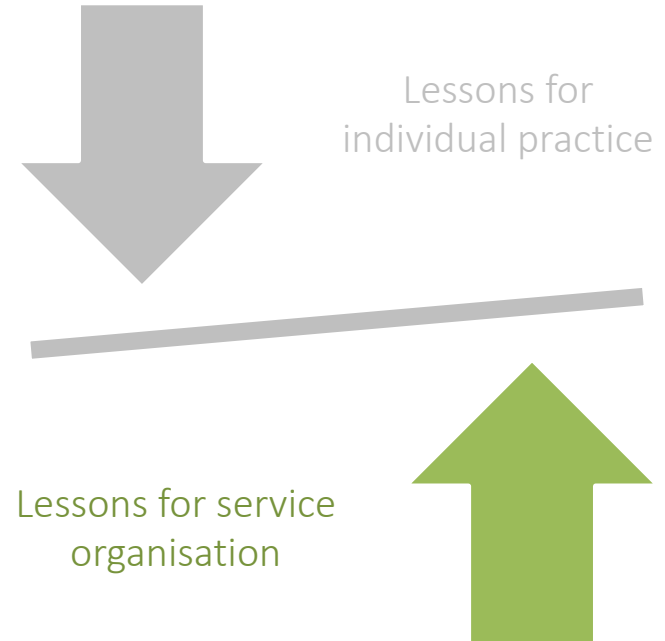 Lessons for
individual practice
Lessons for service
organisation